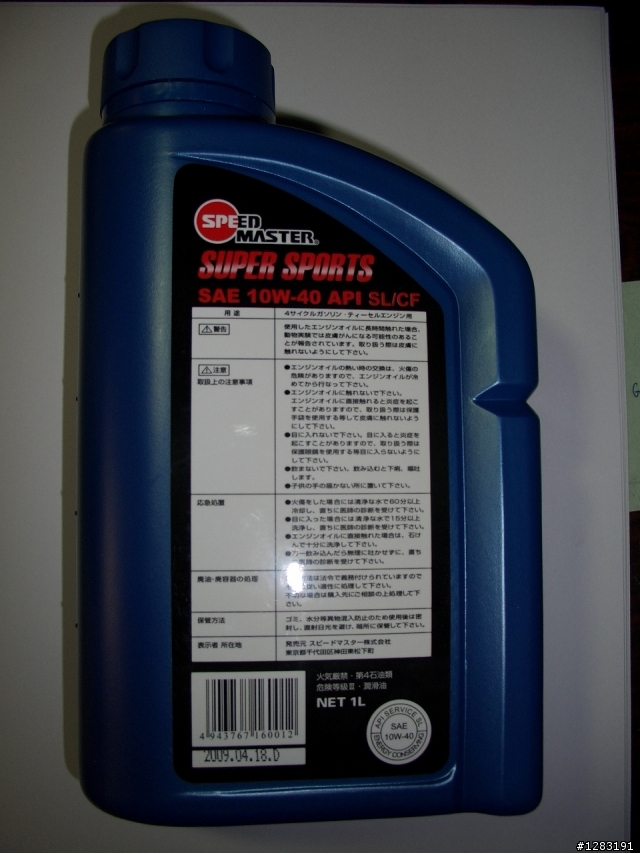 SPEED
MASTER®
SUPER SPORTS
SAE 10W-40 API SL/CF
用途 4サイクルガソリン・ディーゼルエンジン用
⚠警告 使用したエンジンオイルに長時間触れた場合、
動物実験では皮膚がんになる可能性のあるこ
とが報告されています。取り扱う際は皮膚に
触れないようにして下さい。
⚠注意
取扱上の注意事項
●エンジンオイルの熱い時の交換は、火傷の
危険がありますので、エンジンオイルが冷
めてから行なって下さい。
●エンジンオイルに触れないで下さい。
エンジンオイルに直接触れると炎症を起こ
すことがありますので、取り扱う際は保護
手袋を使用する等して皮膚に触れないよう
にして下さい。
●目に入れないで下さい。目に入ると炎症を
起こすことがありますので、取り扱う際は
保護眼鏡を使用する等目に入らないように
して下さい。
●飲まないで下さい。飲み込むと下痢、嘔吐
します。
●子供の手の届かない所に置いて下さい。
応急処置
●火傷をした場合には清浄な水で60分以上
冷却し、直ちに医師の診断を受けて下さい。
●目に入った場合には清浄な水で15分以上
洗浄し、直ちに医師の診断を受けて下さい。
●エンジンオイルに直接触れた場合は、石け
んで十分に洗浄して下さい。
●万一飲み込んだら無理に吐かせずに、直ち
に医師の診断を受けて下さい。
廃油・廃容器の処理
法は法令で義務付けられていますので
適性に処理して下さい。
場合は購入先にご相談の上処理して下
さい。
保管方法 ゴミ、水分等異物混入防止のため使用後は密
封し、直射日光を避け、暗所に保管して下さい。
表示者 所在地 発売元 スピードマスター株式会社
東京都千代田区神田東松下町
火気厳禁・第4石油類
危険等級Ⅲ・潤滑油
NET 1L
4 943767 160012
2009.04.18.D
API SERVICE SL
SAE
10W-40
ENERGY CONSERVING
#1283191